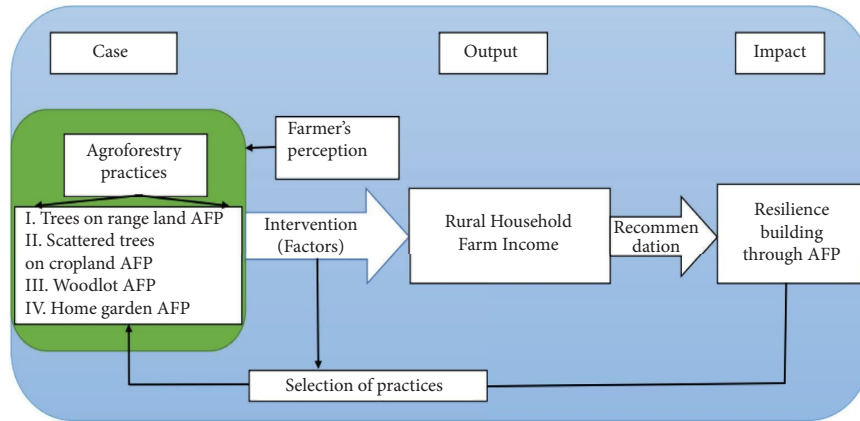 Case
Output
Impact
Agroforestry
practices
Farmer's
perception
I. Trees on range land AFP
II. Scattered trees
on cropland AFP
III. Woodlot AFP
IV. Home garden AFP
Intervention
(Factors)
Rural Household
Farm Income
Recommen
dation
Resilience
building
through AFP
Selection of practices